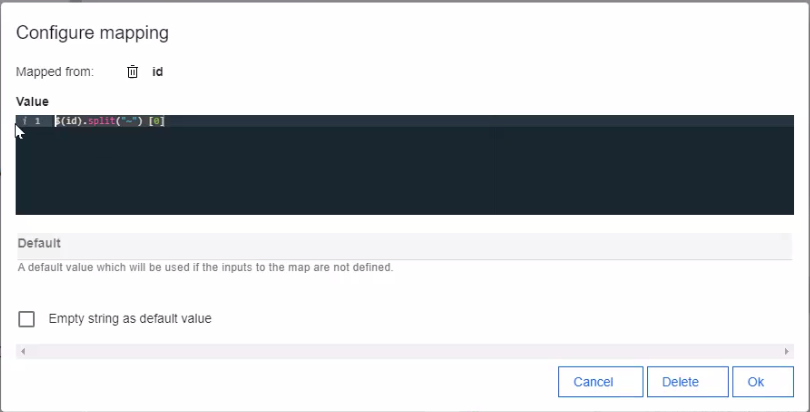 Configure mapping
Mapped from: id
Value
i 1 $(id).split("-") [0]
Default
A default value which will be used if the inputs to the map are not defined.
Empty string as default value
Cancel Delete Ok